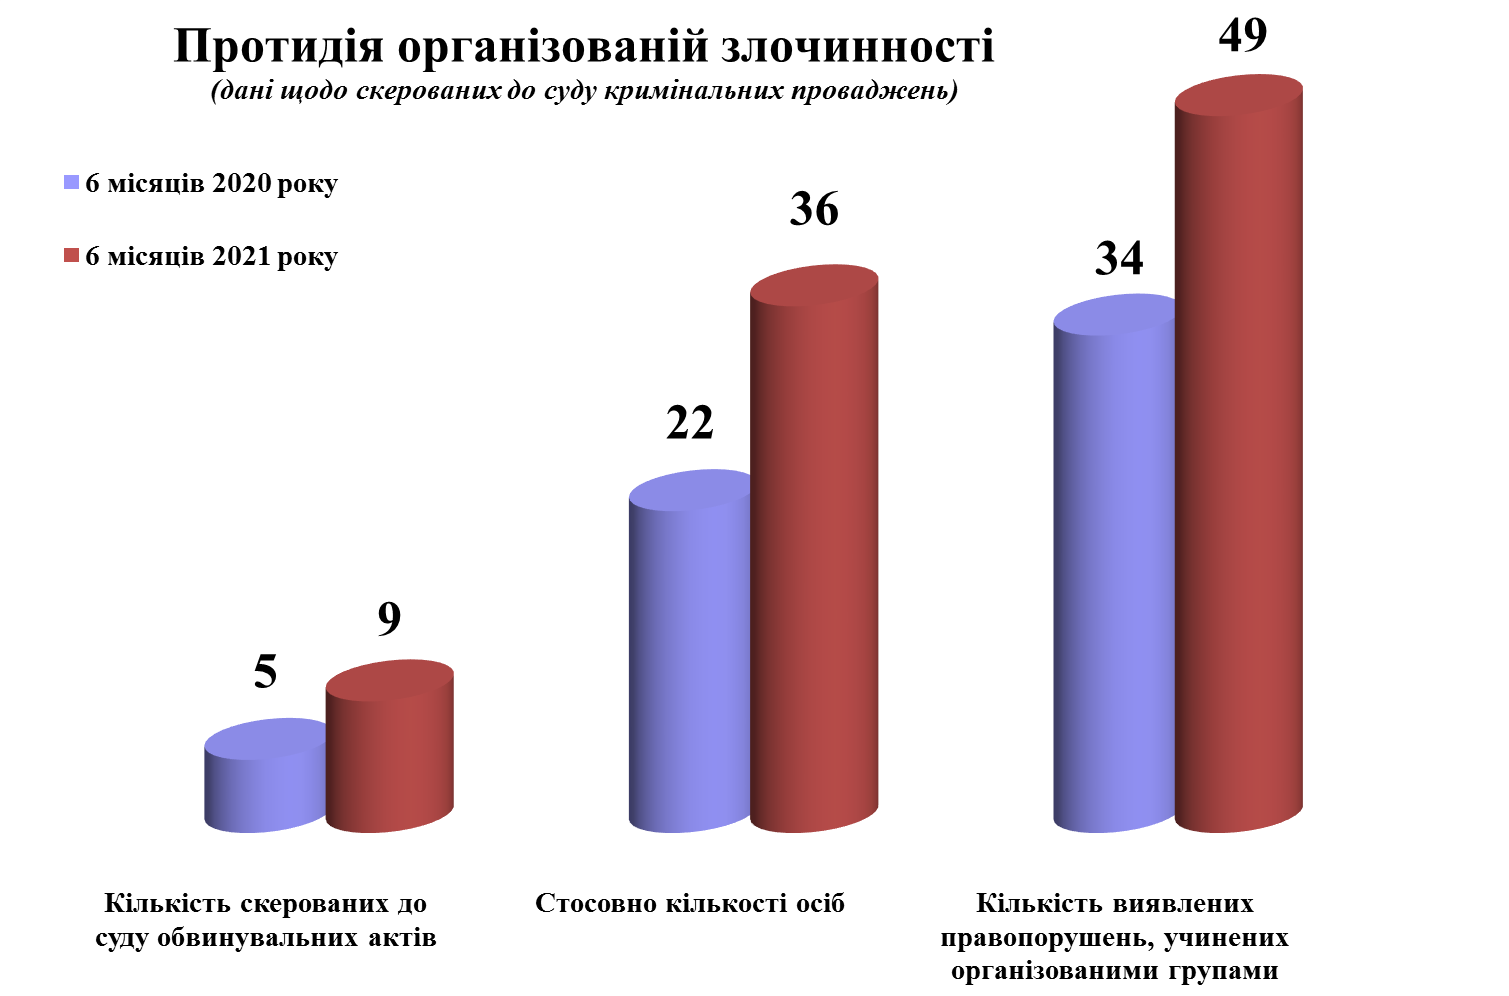 Протидія організованій злочинності
(дані щодо скерованих до суду кримінальних проваджень)
6 місяців 2020 року
6 місяців 2021 року
5
9
22
36
34
49
Кількість скерованих до
суду обвинувальних актів
Стосовно кількості осіб
Кількість виявлених
правопорушень, учинених
організованими групами